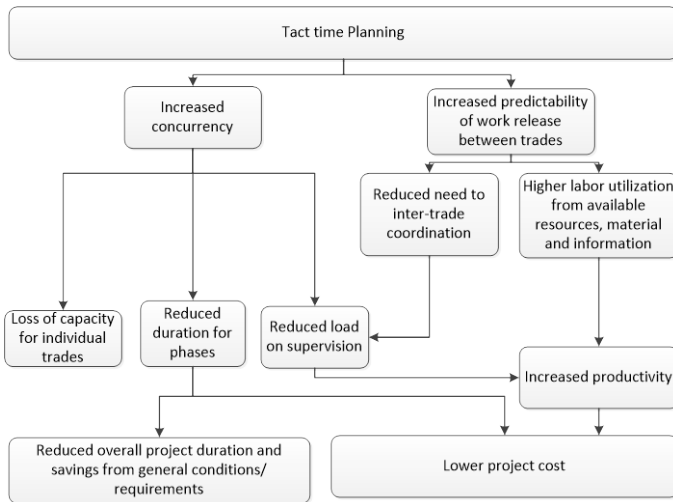 Tact time Planning
Increased
concurrency
Increased predictability
of work release
between trades
Reduced need to
inter-trade
coordination
Higher labor utilization
from available
resources, material
and information
Loss of capacity
for individual
trades
Reduced
duration for
phases
Reduced load
on supervision
Increased productivity
Reduced overall project duration and
savings from general conditions/
requirements
Lower project cost